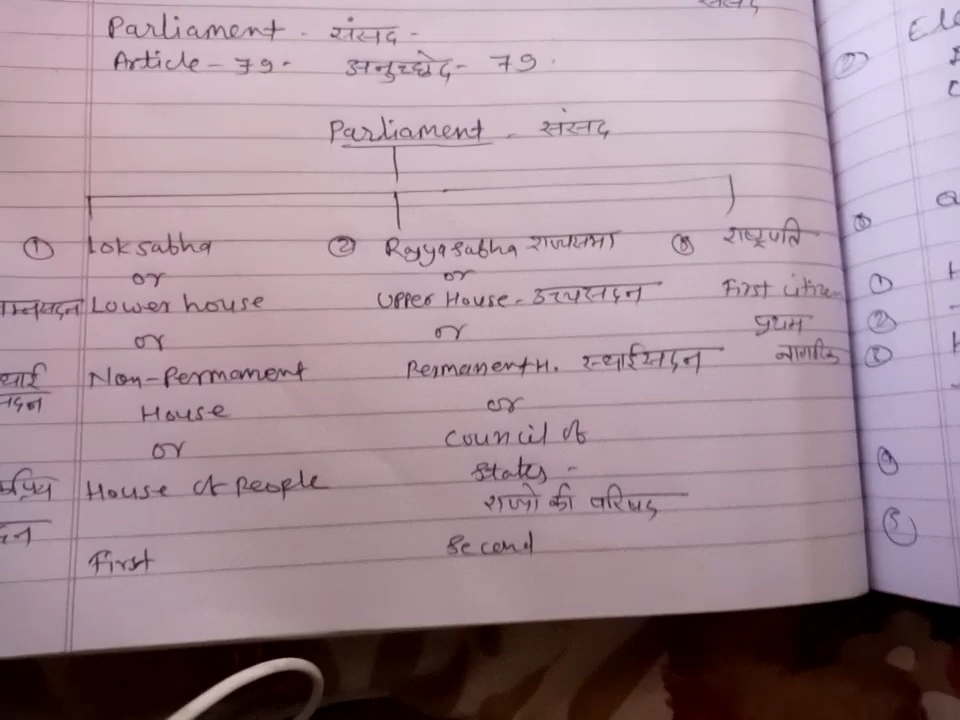 Parliament - संसद -
Article - 79 - अनुच्छेद - 79 .
Parliament - संसद
① Loksabha ② Rajyasabha राज्यसभा ③ राष्ट्रपति
or or
Lower house Upper House - उच्चसदन First citizen
or or प्रथम
Non-Permament Permanent H. स्थाईसदन नागरिक
House or
or Council of
House of People States -
राज्यो की परिषद
First Second